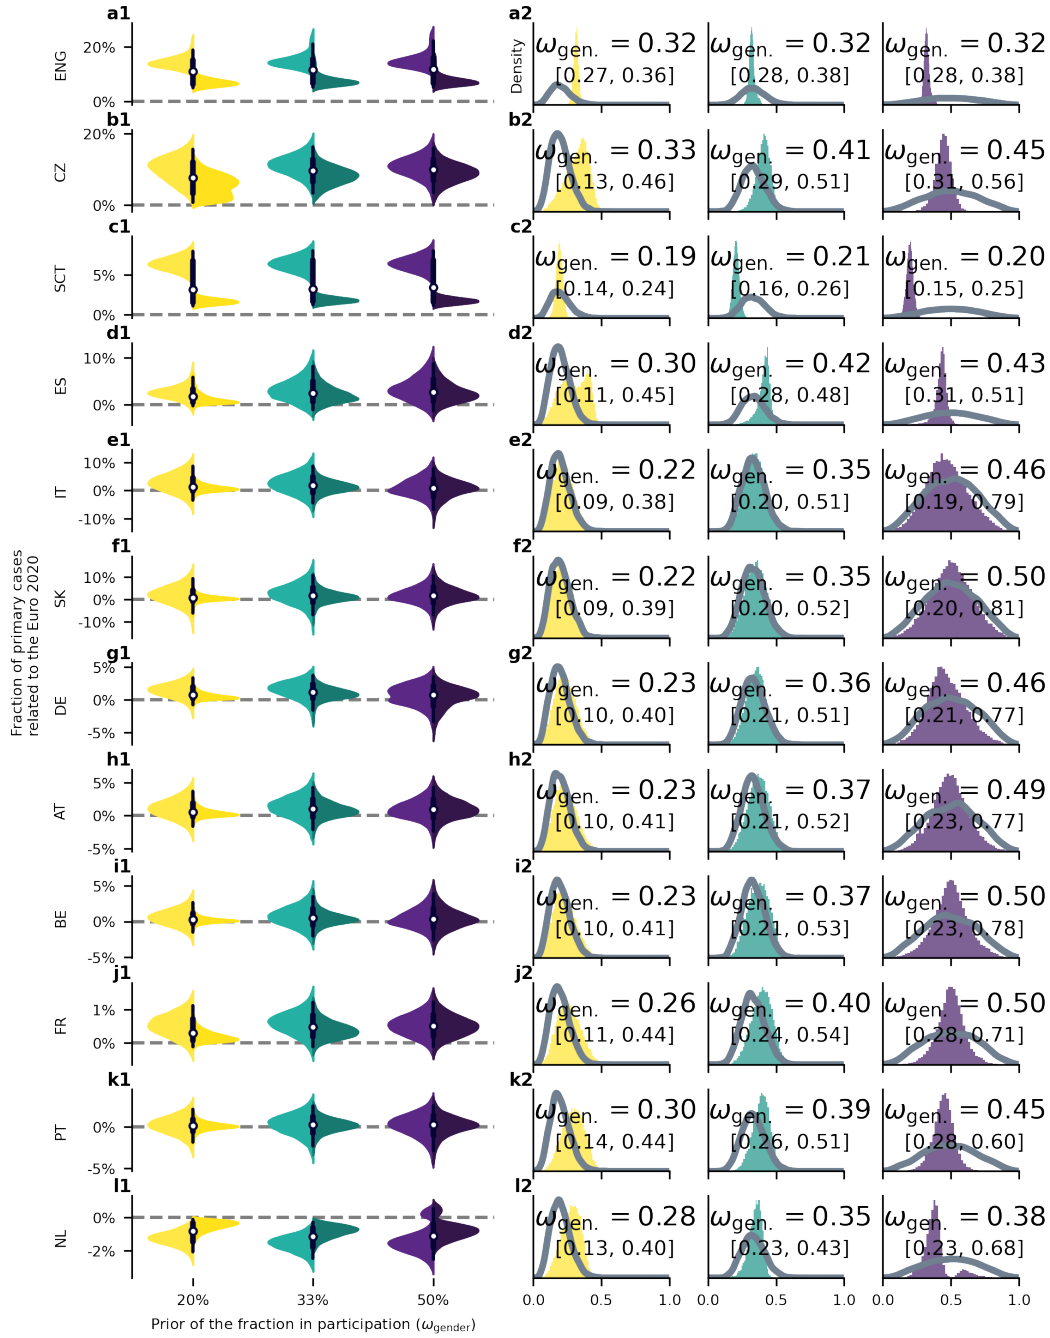 a1
ENG
20%
0%
a2
Density
ωgen. = 0.32
[0.27, 0.36]
ωgen. = 0.32
[0.28, 0.38]
ωgen. = 0.32
[0.28, 0.38]
b1
CZ
20%
0%
b2
ωgen. = 0.33
[0.13, 0.46]
ωgen. = 0.41
[0.29, 0.51]
ωgen. = 0.45
[0.31, 0.56]
c1
SCT
5%
0%
c2
ωgen. = 0.19
[0.14, 0.24]
ωgen. = 0.21
[0.16, 0.26]
ωgen. = 0.20
[0.15, 0.25]
d1
ES
10%
0%
d2
ωgen. = 0.30
[0.11, 0.45]
ωgen. = 0.42
[0.28, 0.48]
ωgen. = 0.43
[0.31, 0.51]
e1
IT
10%
0%
-10%
e2
ωgen. = 0.22
[0.09, 0.38]
ωgen. = 0.35
[0.20, 0.51]
ωgen. = 0.46
[0.19, 0.79]
Fraction of primary cases
related to the Euro 2020
f1
SK
10%
0%
-10%
f2
ωgen. = 0.22
[0.09, 0.39]
ωgen. = 0.35
[0.20, 0.52]
ωgen. = 0.50
[0.20, 0.81]
g1
DE
5%
0%
-5%
g2
ωgen. = 0.23
[0.10, 0.40]
ωgen. = 0.36
[0.21, 0.51]
ωgen. = 0.46
[0.21, 0.77]
h1
AT
5%
0%
-5%
h2
ωgen. = 0.23
[0.10, 0.41]
ωgen. = 0.37
[0.21, 0.52]
ωgen. = 0.49
[0.23, 0.77]
i1
BE
5%
0%
-5%
i2
ωgen. = 0.23
[0.10, 0.41]
ωgen. = 0.37
[0.21, 0.53]
ωgen. = 0.50
[0.23, 0.78]
j1
FR
1%
0%
j2
ωgen. = 0.26
[0.11, 0.44]
ωgen. = 0.40
[0.24, 0.54]
ωgen. = 0.50
[0.28, 0.71]
k1
PT
0%
-5%
k2
ωgen. = 0.30
[0.14, 0.44]
ωgen. = 0.39
[0.26, 0.51]
ωgen. = 0.45
[0.28, 0.60]
l1
NL
0%
-2%
l2
ωgen. = 0.28
[0.13, 0.40]
ωgen. = 0.35
[0.23, 0.43]
ωgen. = 0.38
[0.23, 0.68]
20% 33% 50%
0.0 0.5 1.0 0.0 0.5 1.0 0.0 0.5 1.0
Prior of the fraction in participation (ωgender)